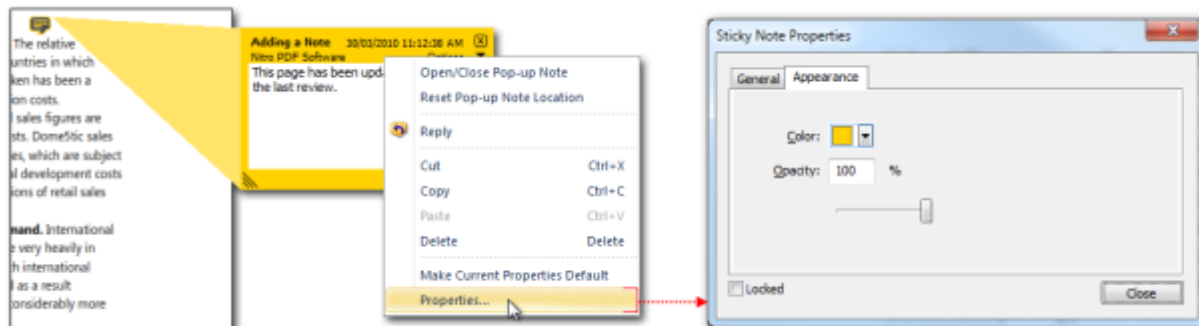 The relative
untries in which
ken has been a
on costs.
sales figures are
sts. DomeStic sales
es, which are subject
al development costs
ions of retail sales
mand. International
e very heavily in
h international
d as a result
considerably more
Adding a Note 30/03/2010 11:12:38 AM
Nitro PDF Software Options
This page has been upd
the last review.
Open/Close Pop-up Note
Reset Pop-up Note Location
Reply
Cut Ctrl+X
Copy Ctrl+C
Paste Ctrl+V
Delete Delete
Make Current Properties Default
Properties...
Sticky Note Properties
General Appearance
Color:
Opacity: 100 %
Locked
Close